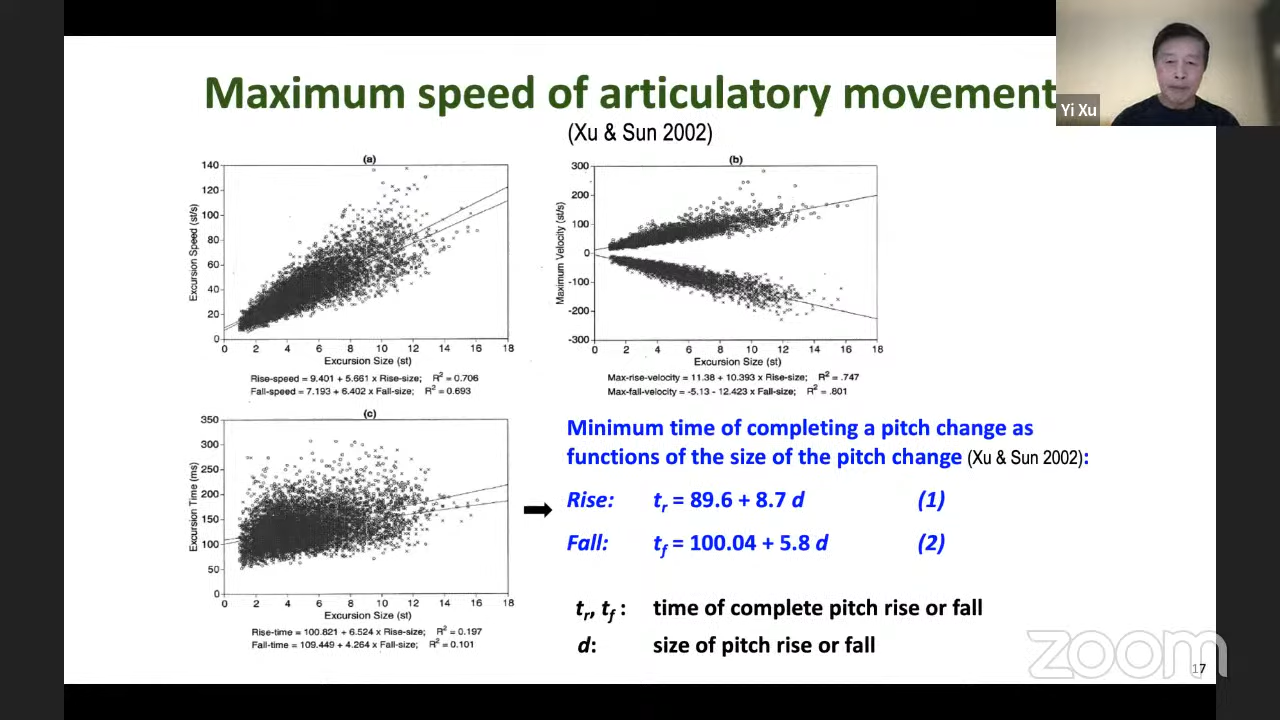 Maximum speed of articulatory movement
(Xu & Sun 2002)
Yi Xu
(a)
140
120
100
80
60
40
20
0
Excursion Speed (st/s)
0 2 4 6 8 10 12 14 16 18
Excursion Size (st)
Rise-speed = 9.401 + 5.661 x Rise-size; R² = 0.706
Fall-speed = 7.193 + 6.402 x Fall-size; R² = 0.693
(b)
300
200
100
0
-100
-200
-300
Maximum Velocity (st/s)
0 2 4 6 8 10 12 14 16 18
Excursion Size (st)
Max-rise-velocity = 11.38 + 10.393 x Rise-size; R² = .747
Max-fall-velocity = -5.13 - 12.423 x Fall-size; R² = .801
(c)
350
300
250
200
150
100
50
0
Excursion Time (ms)
0 2 4 6 8 10 12 14 16 18
Excursion Size (st)
Rise-time = 100.821 + 6.524 x Rise-size; R² = 0.197
Fall-time = 109.449 + 4.264 x Fall-size; R² = 0.101
Minimum time of completing a pitch change as
functions of the size of the pitch change (Xu & Sun 2002):
Rise: tr = 89.6 + 8.7 d (1)
Fall: tf = 100.04 + 5.8 d (2)
tr, tf : time of complete pitch rise or fall
d: size of pitch rise or fall
zoom
17